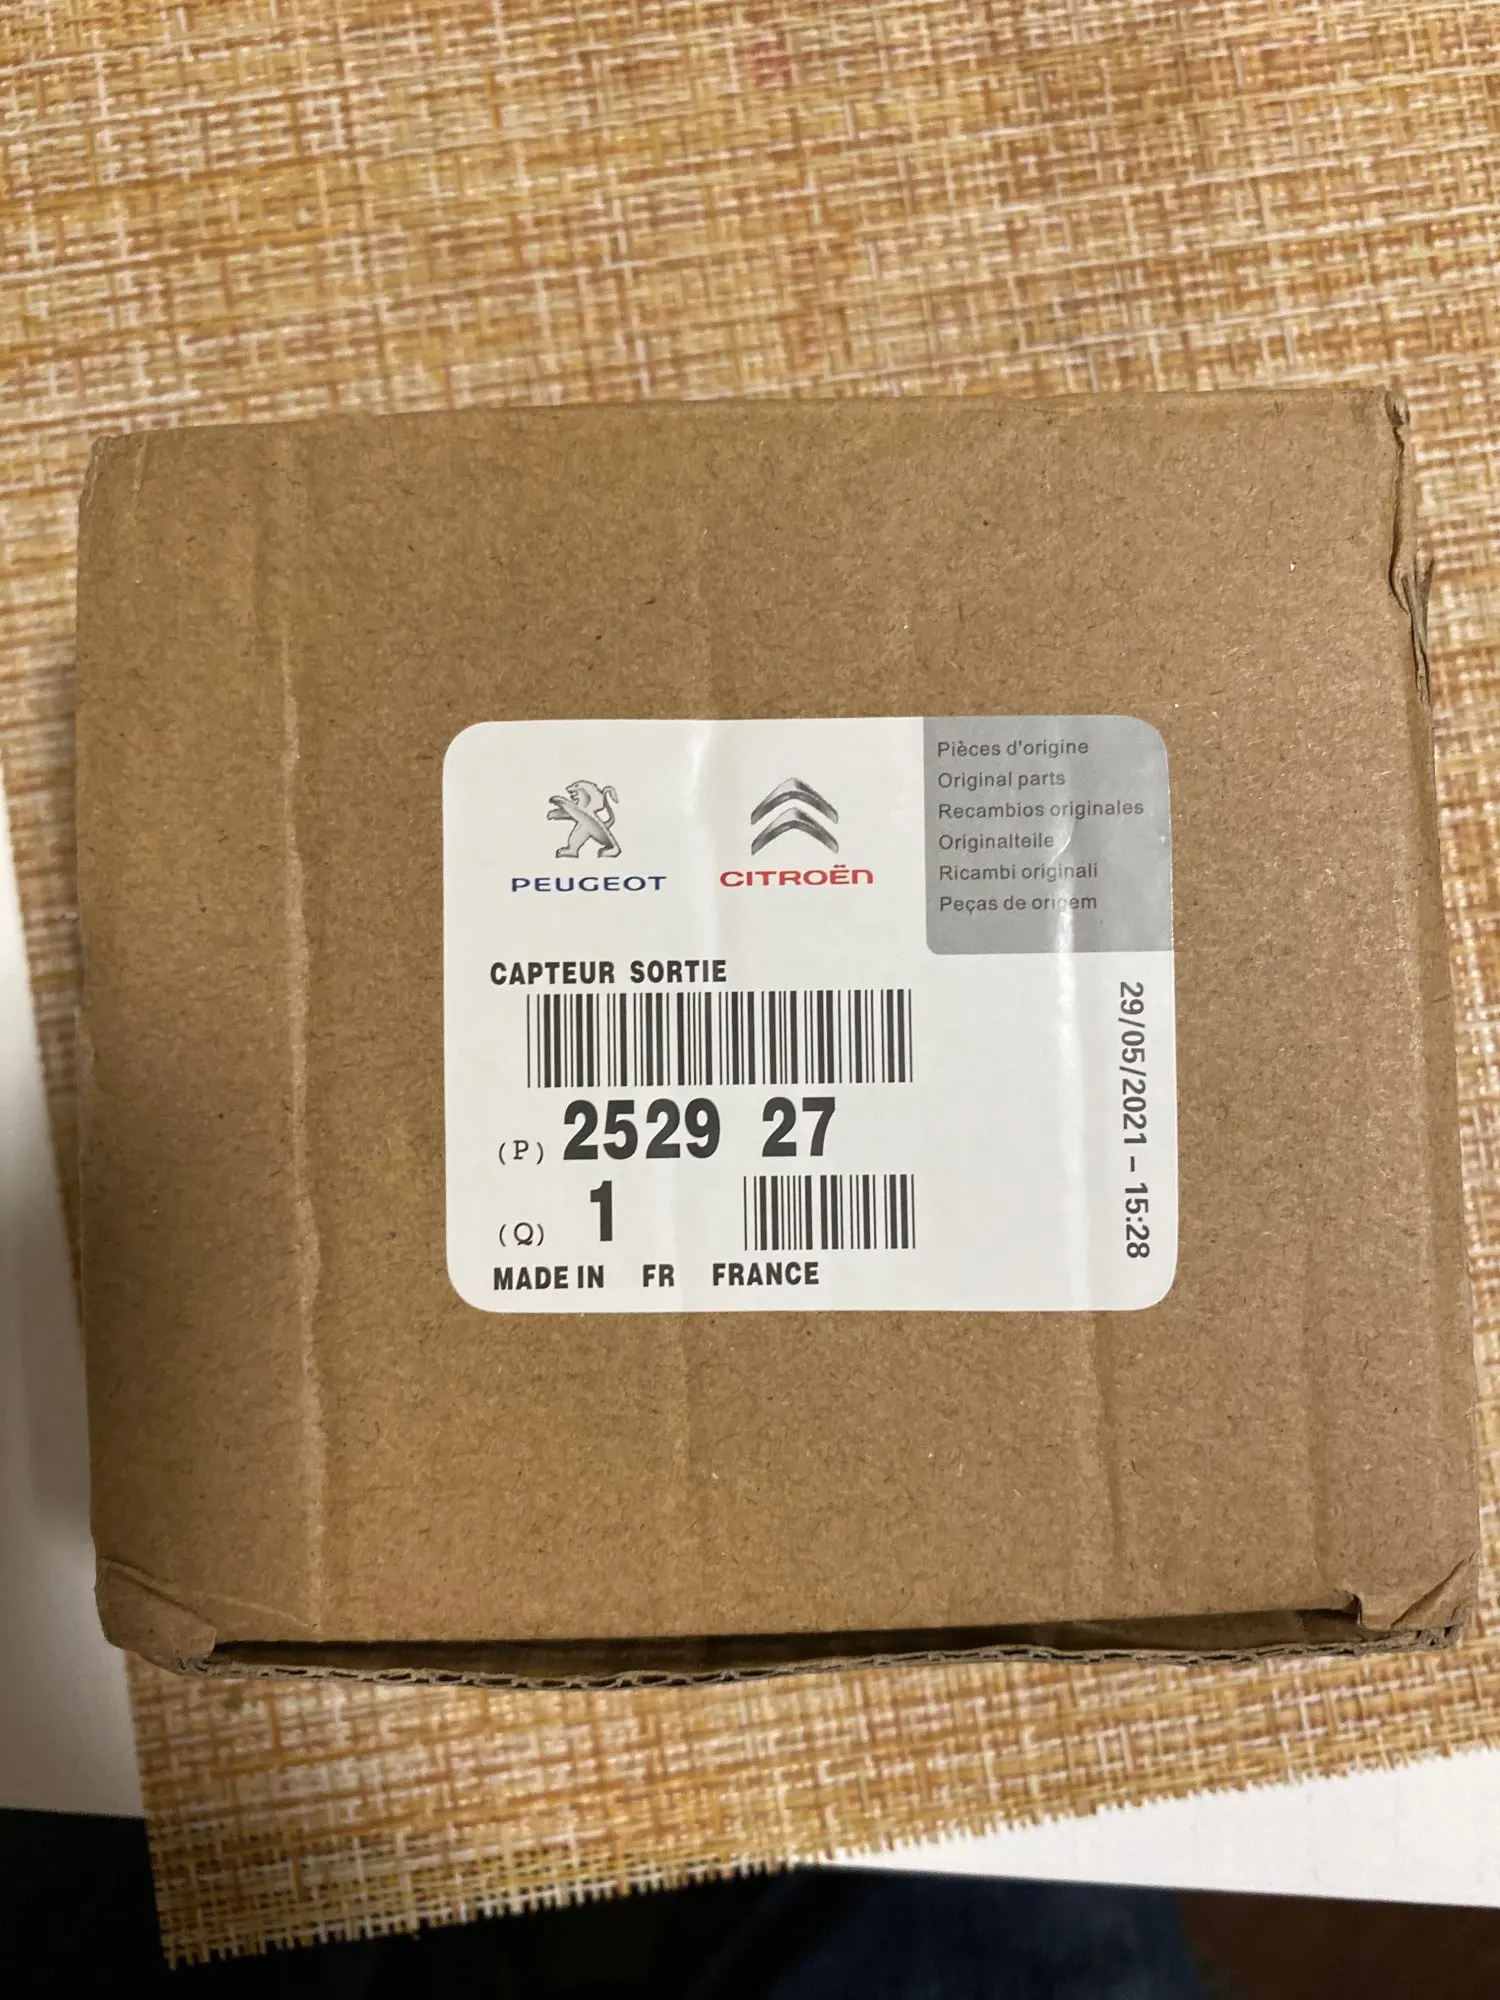 PEUGEOT
CITROËN
Pièces d'origine
Original parts
Recambios originales
Originalteile
Ricambi originali
Peças de origem
CAPTEUR SORTIE
(P) 2529 27
(Q) 1
MADE IN FR FRANCE
29/05/2021 - 15:28